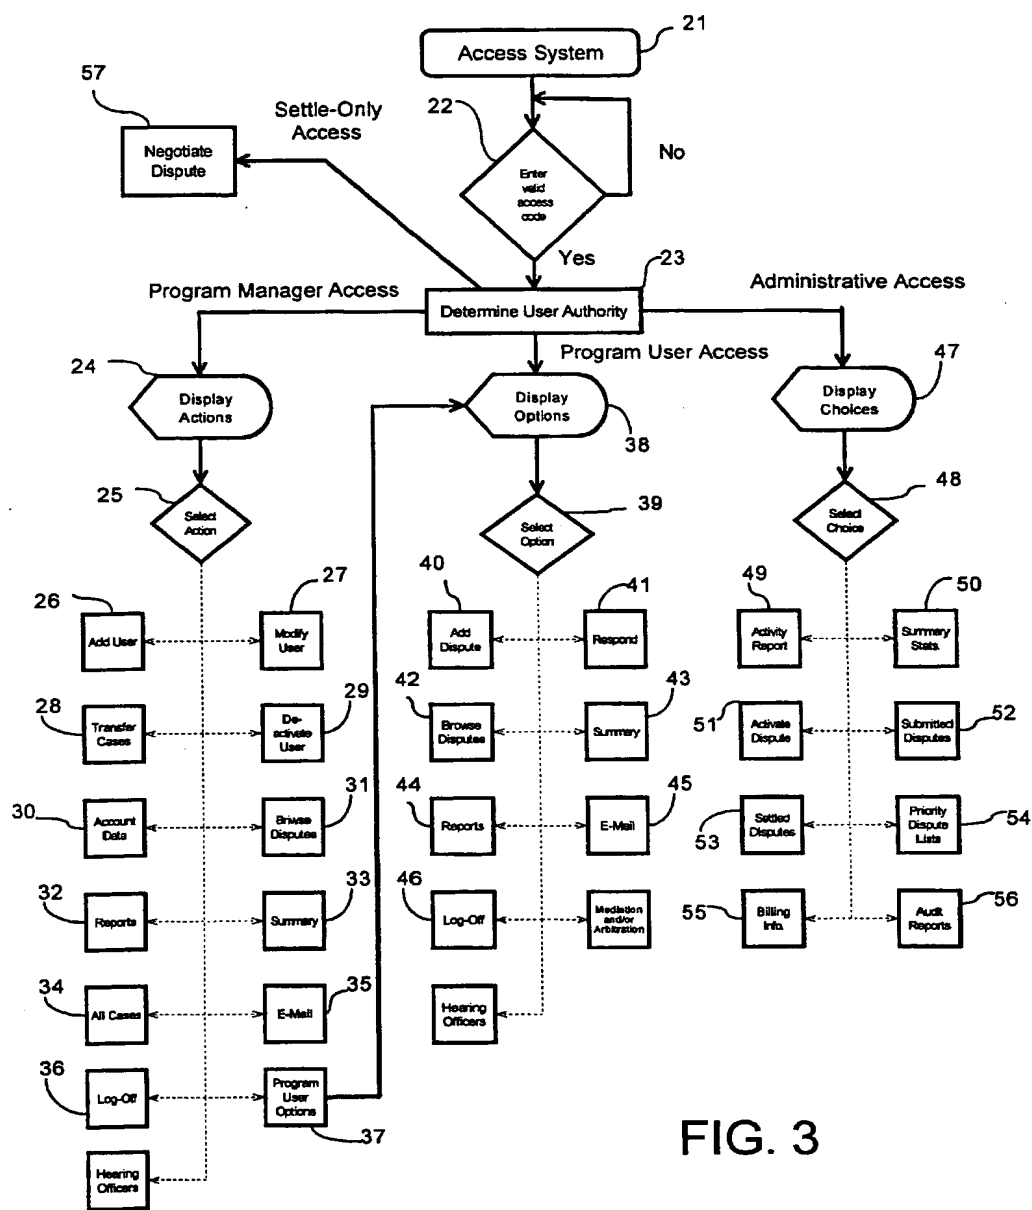 21
Access System
57
Settle-Only
Access
22
Negotiate
Dispute
No
Enter
valid
access
code
Yes
23
Program Manager Access
Administrative Access
Determine User Authority
Program User Access
24
47
Display
Actions
Display
Options
Display
Choices
38
25
48
39
Select
Action
Select
Option
Select
Choice
26
27
40
41
49
50
Add User
Modify
User
Add
Dispute
Respond
Activity
Report
Summary
Stats.
28
29
42
43
51
52
Transfer
Cases
De-
activate
User
Browse
Disputes
Summary
Activate
Dispute
Submitted
Disputes
30
31
44
45
53
54
Account
Data
Briwse
Disputes
Reports
E-Mail
Settled
Disputes
Priority
Dispute
Lists
32
33
46
55
56
Reports
Summary
Log-Off
Mediation
and/or
Arbitration
Billing
Info.
Audit
Reports
34
35
All Cases
E-Mail
Hearing
Officers
36
Log-Off
Program
User
Options
37
Hearing
Officers
FIG. 3